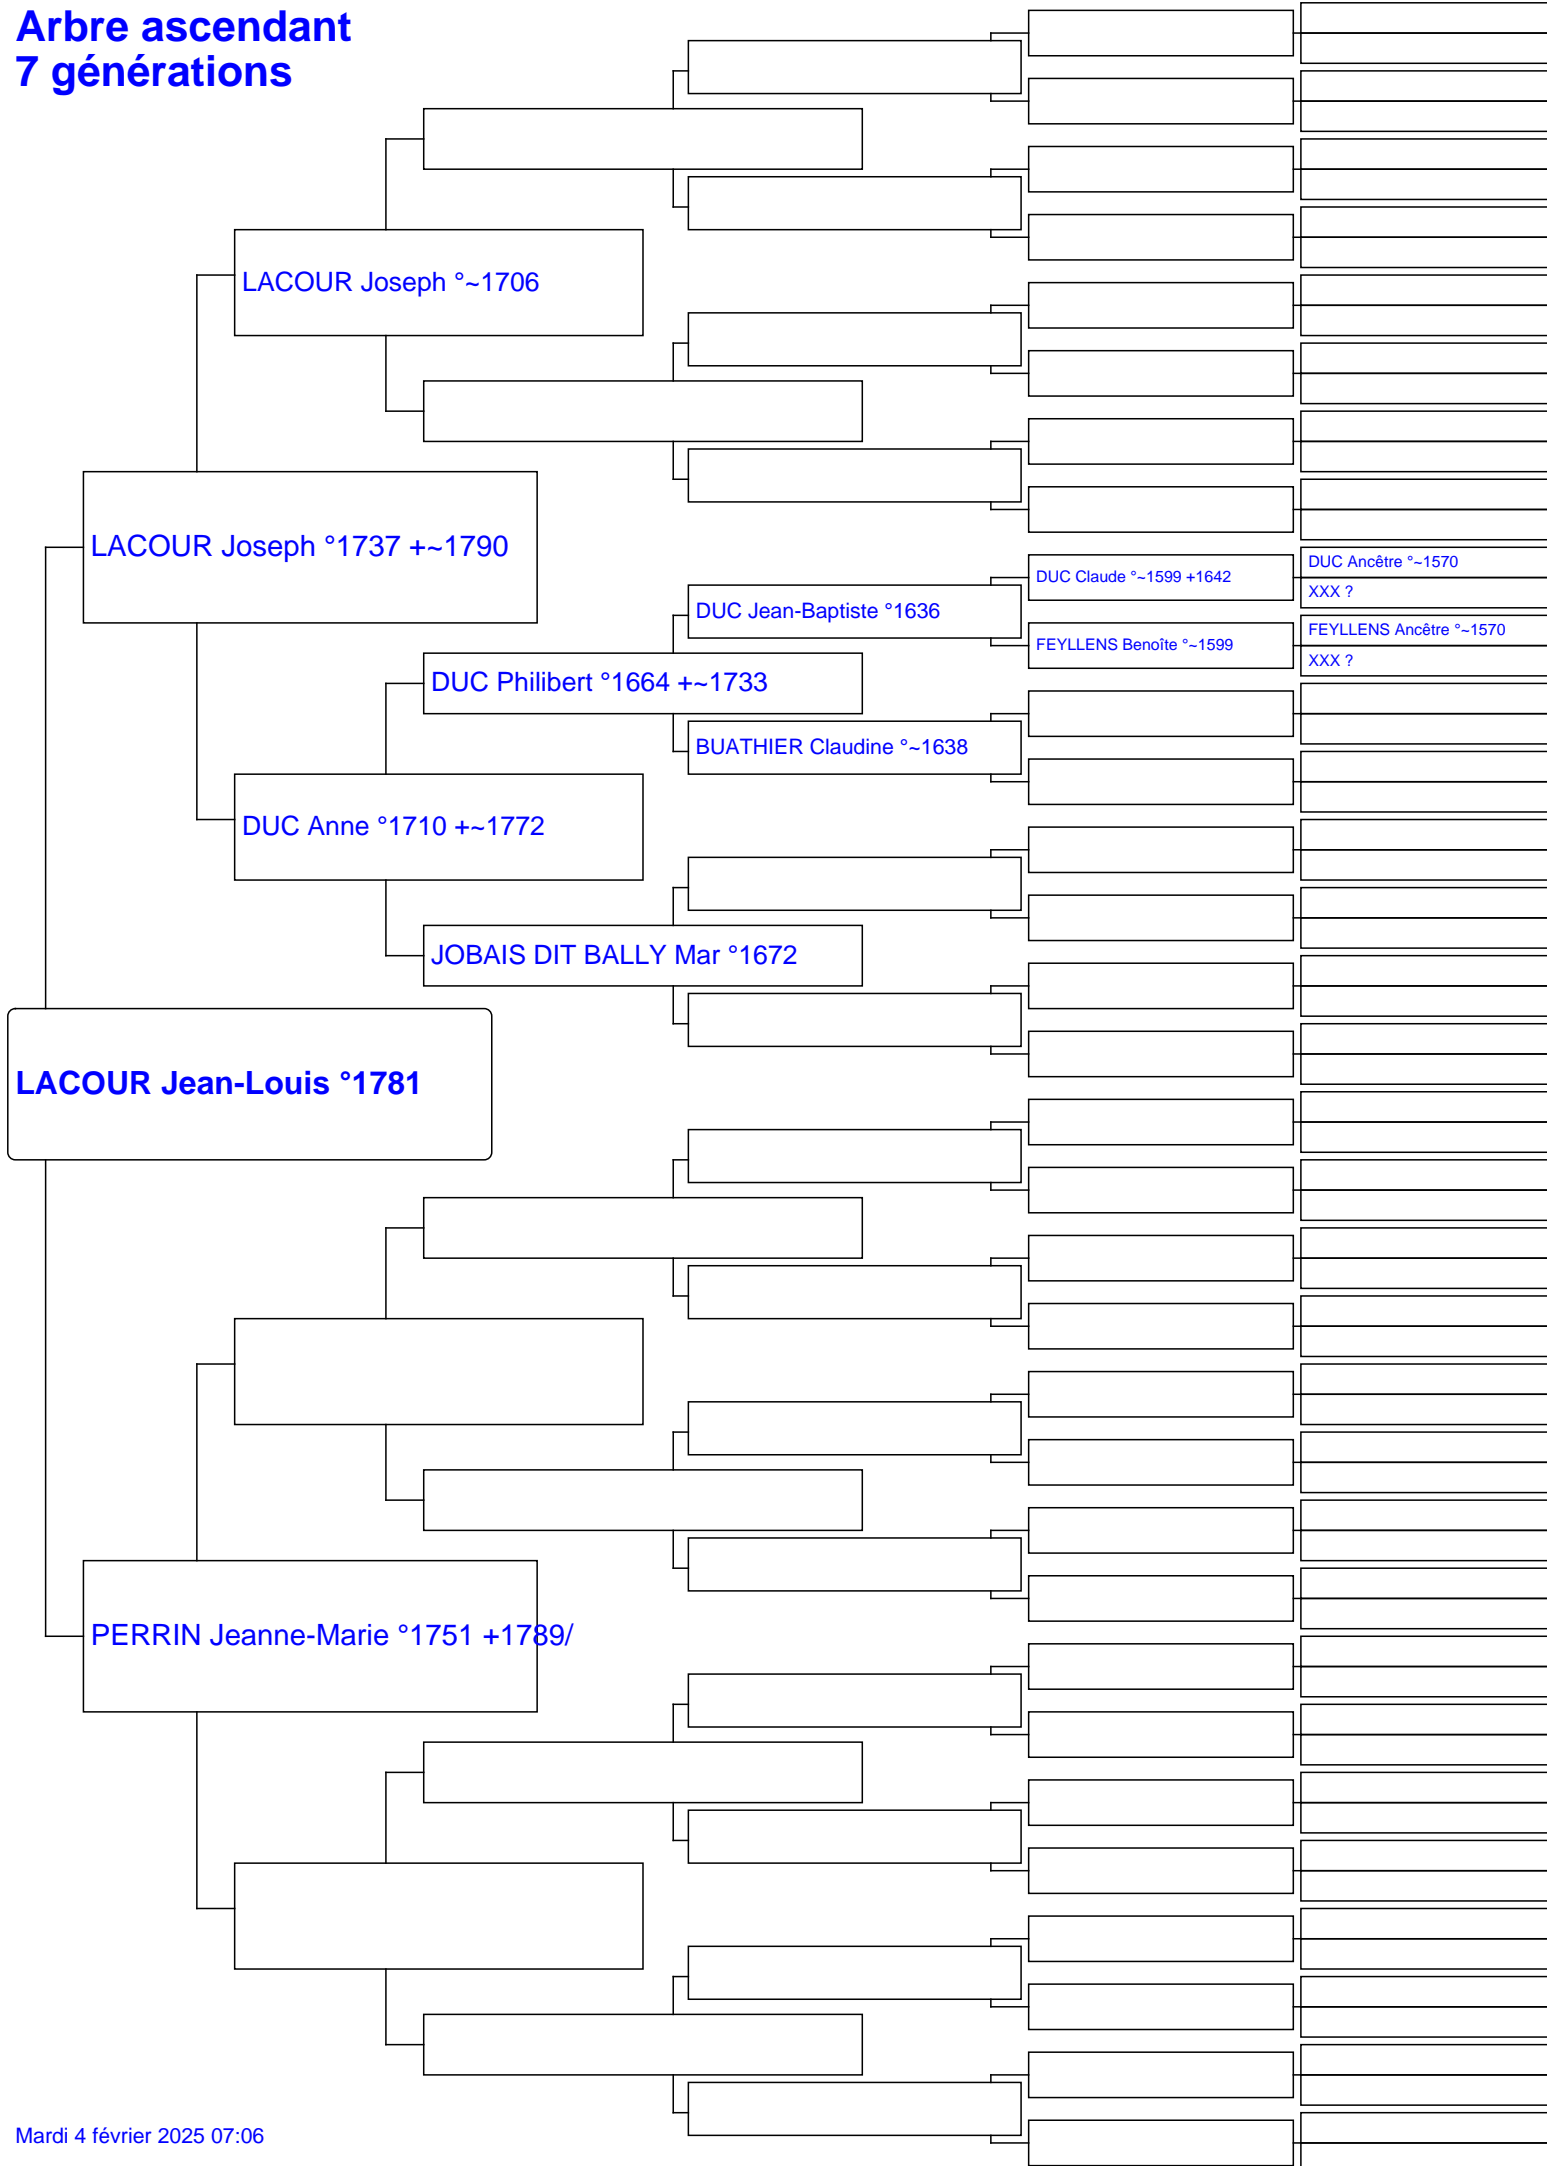 Arbre ascendant
7 générations
LACOUR Joseph °~1706
LACOUR Joseph °1737 +~1790
DUC Ancêtre °~1570
DUC Claude °~1599 +1642
XXX ?
DUC Jean-Baptiste °1636
FEYLLENS Ancêtre °~1570
FEYLLENS Benoîte °~1599
XXX ?
DUC Philibert °1664 +~1733
BUATHIER Claudine °~1638
DUC Anne °1710 +~1772
JOBAIS DIT BALLY Mar °1672
LACOUR Jean-Louis °1781
PERRIN Jeanne-Marie °1751 +1789/
Mardi 4 février 2025 07:06